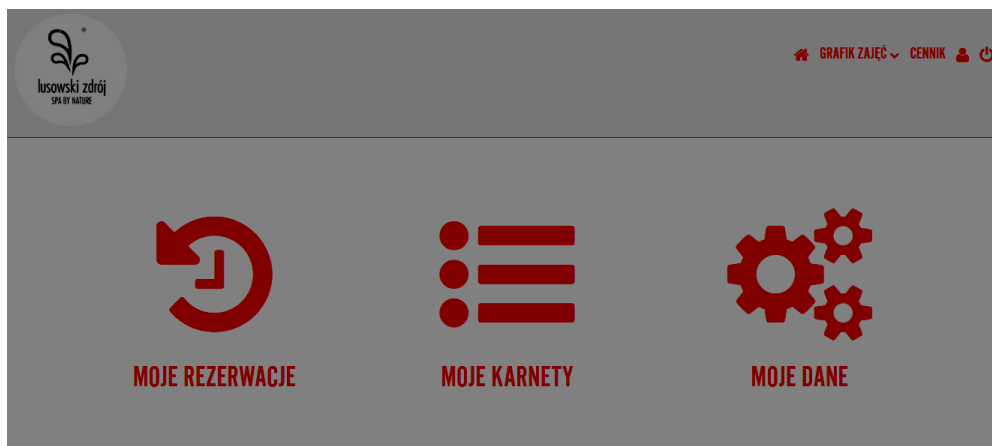 lusowski zdrój
SPA BY NATURE
GRAFIK ZAJĘĆ CENNIK
MOJE REZERWACJE
MOJE KARNETY
MOJE DANE